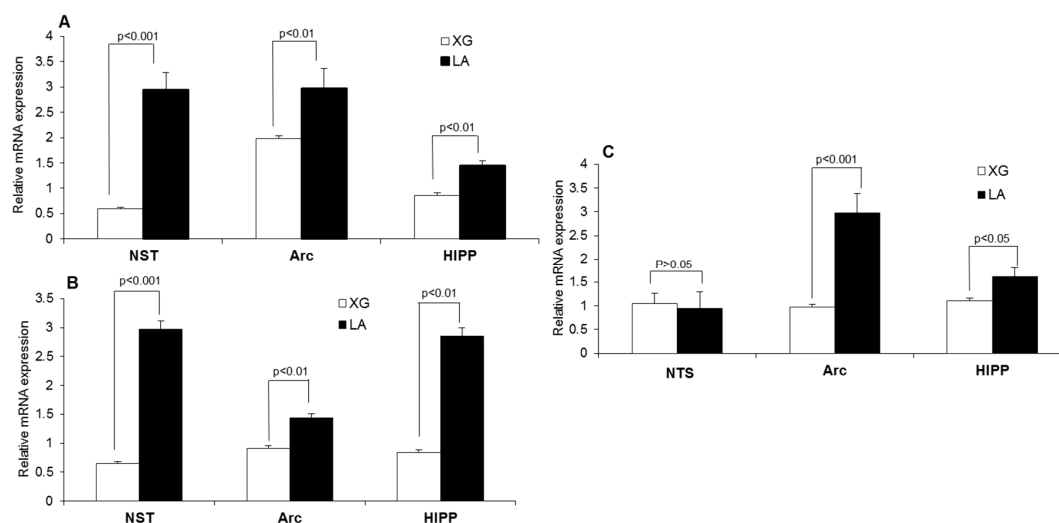 A
Relative mRNA expression
4
3.5
3
2.5
2
1.5
1
0.5
0
p<0.001
p<0.01
p<0.01
XG
LA
NST Arc HIPP
B
Relative mRNA expression
3.5
3
2.5
2
1.5
1
0.5
0
p<0.001
p<0.01
p<0.01
XG
LA
NST Arc HIPP
C
Relative mRNA expression
4
3.5
3
2.5
2
1.5
1
0.5
0
P>0.05
p<0.001
p<0.05
XG
LA
NTS Arc HIPP